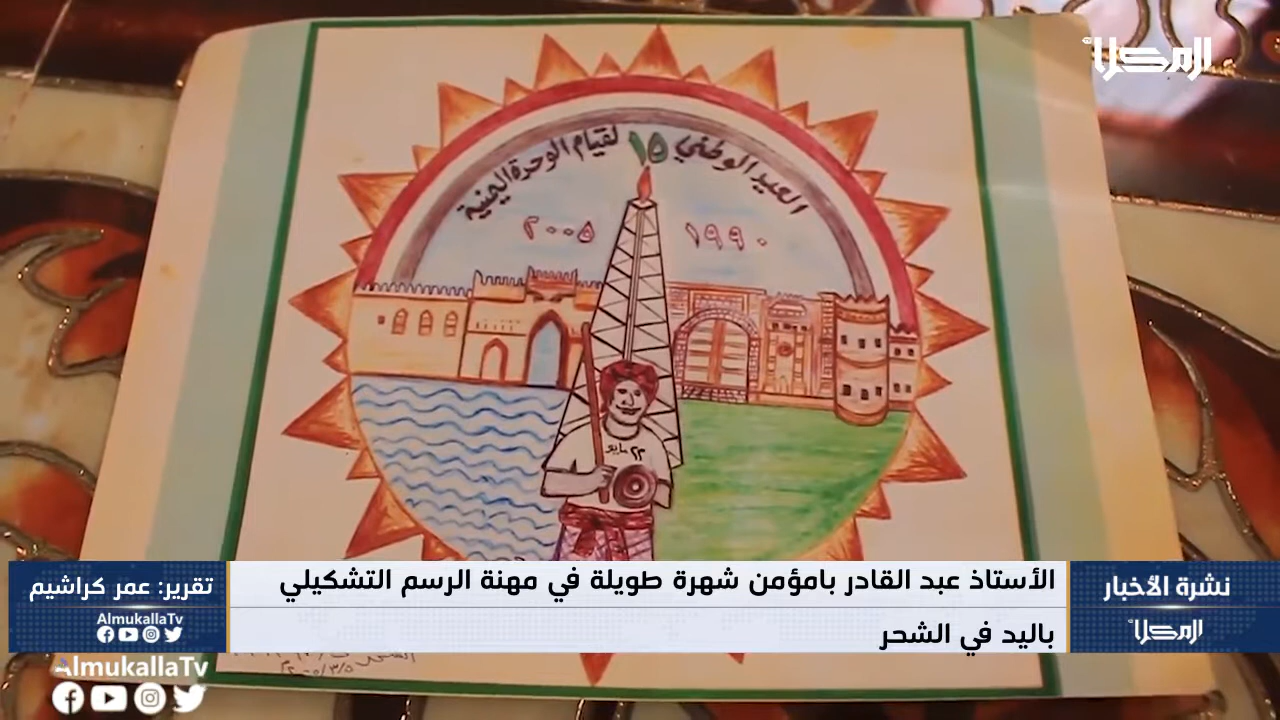 المكلا
العيد الوطني ١٥ لقيام الوحدة اليمنية
١٩٩٠ ٢٠٠٥
٢٢ مايو
نشرة الأخبار
المكلا
الأستاذ عبد القادر بامؤمن شهرة طويلة في مهنة الرسم التشكيلي
باليد في الشحر
تقرير: عمر كراشيم
AlmukallaTv
AlmukallaTv